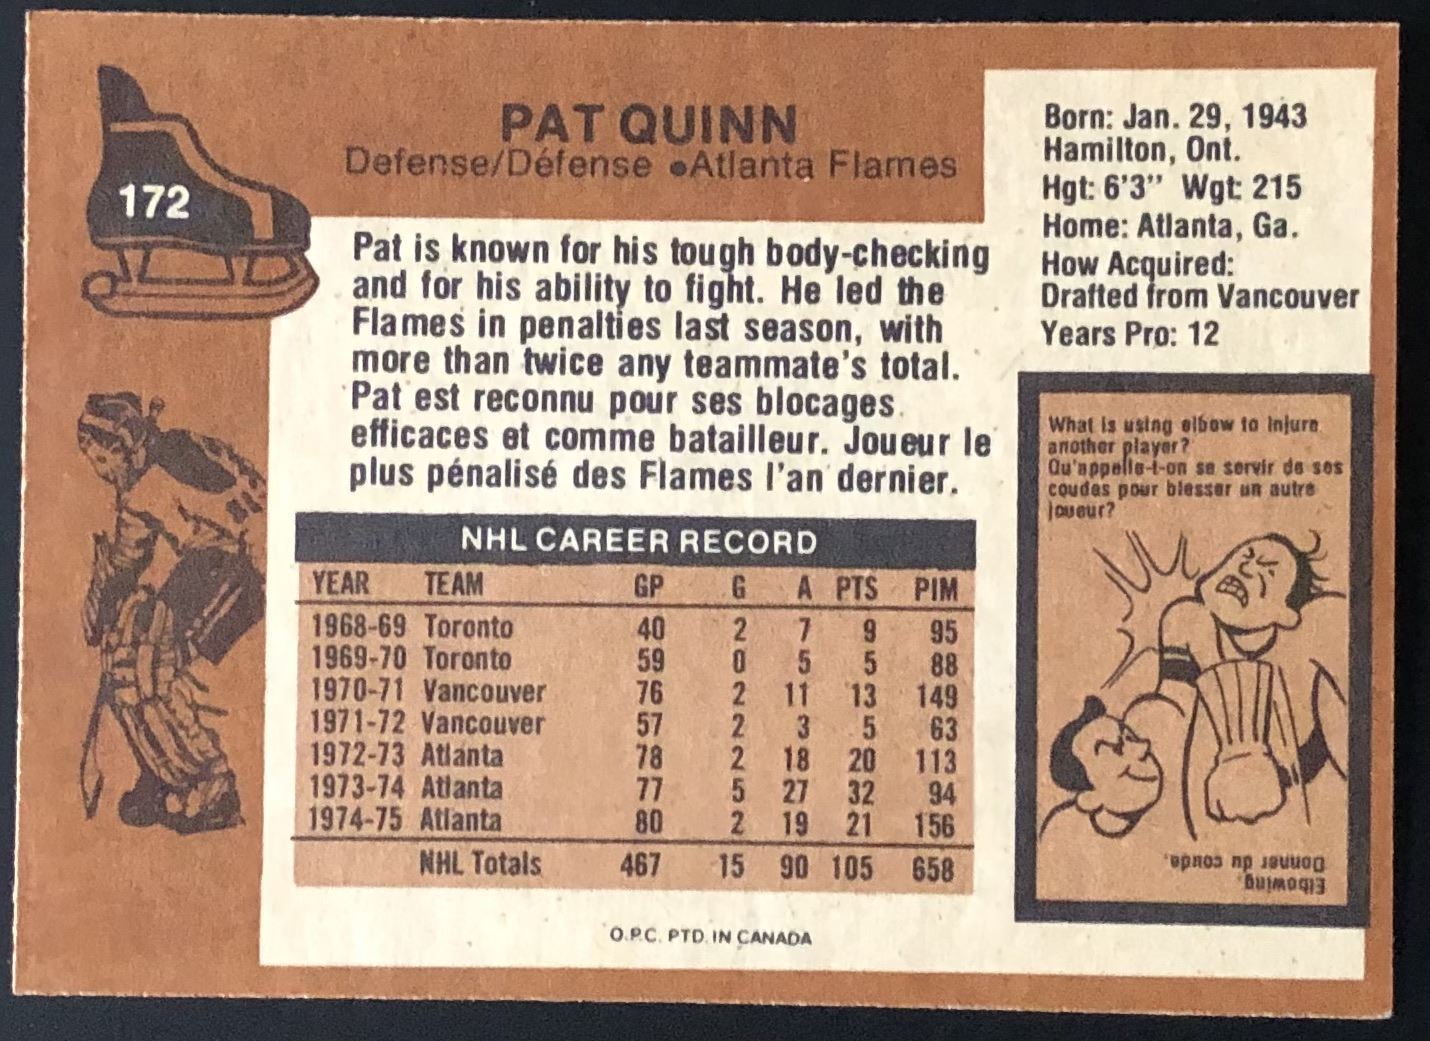 172
PAT QUINN
Defense/Défense ●Atlanta Flames
Born: Jan. 29, 1943
Hamilton, Ont.
Hgt: 6'3" Wgt: 215
Home: Atlanta, Ga.
How Acquired:
Drafted from Vancouver
Years Pro: 12
Pat is known for his tough body-checking
and for his ability to fight. He led the
Flames in penalties last season, with
more than twice any teammate's total.
Pat est reconnu pour ses blocages
efficaces et comme batailleur. Joueur le
plus pénalisé des Flames l'an dernier.
NHL CAREER RECORD
YEAR TEAM GP G A PTS PIM
1968-69 Toronto 40 2 7 9 95
1969-70 Toronto 59 0 5 5 88
1970-71 Vancouver 76 2 11 13 149
1971-72 Vancouver 57 2 3 5 63
1972-73 Atlanta 78 2 18 20 113
1973-74 Atlanta 77 5 27 32 94
1974-75 Atlanta 80 2 19 21 156
NHL Totals 467 15 90 105 658
O.P.C. PTD. IN CANADA
What is using elbow to injure
another player?
Qu'appelle-t-on se servir de ses
coudes pour blesser un autre
joueur?
Elbowing
Donner du conde.